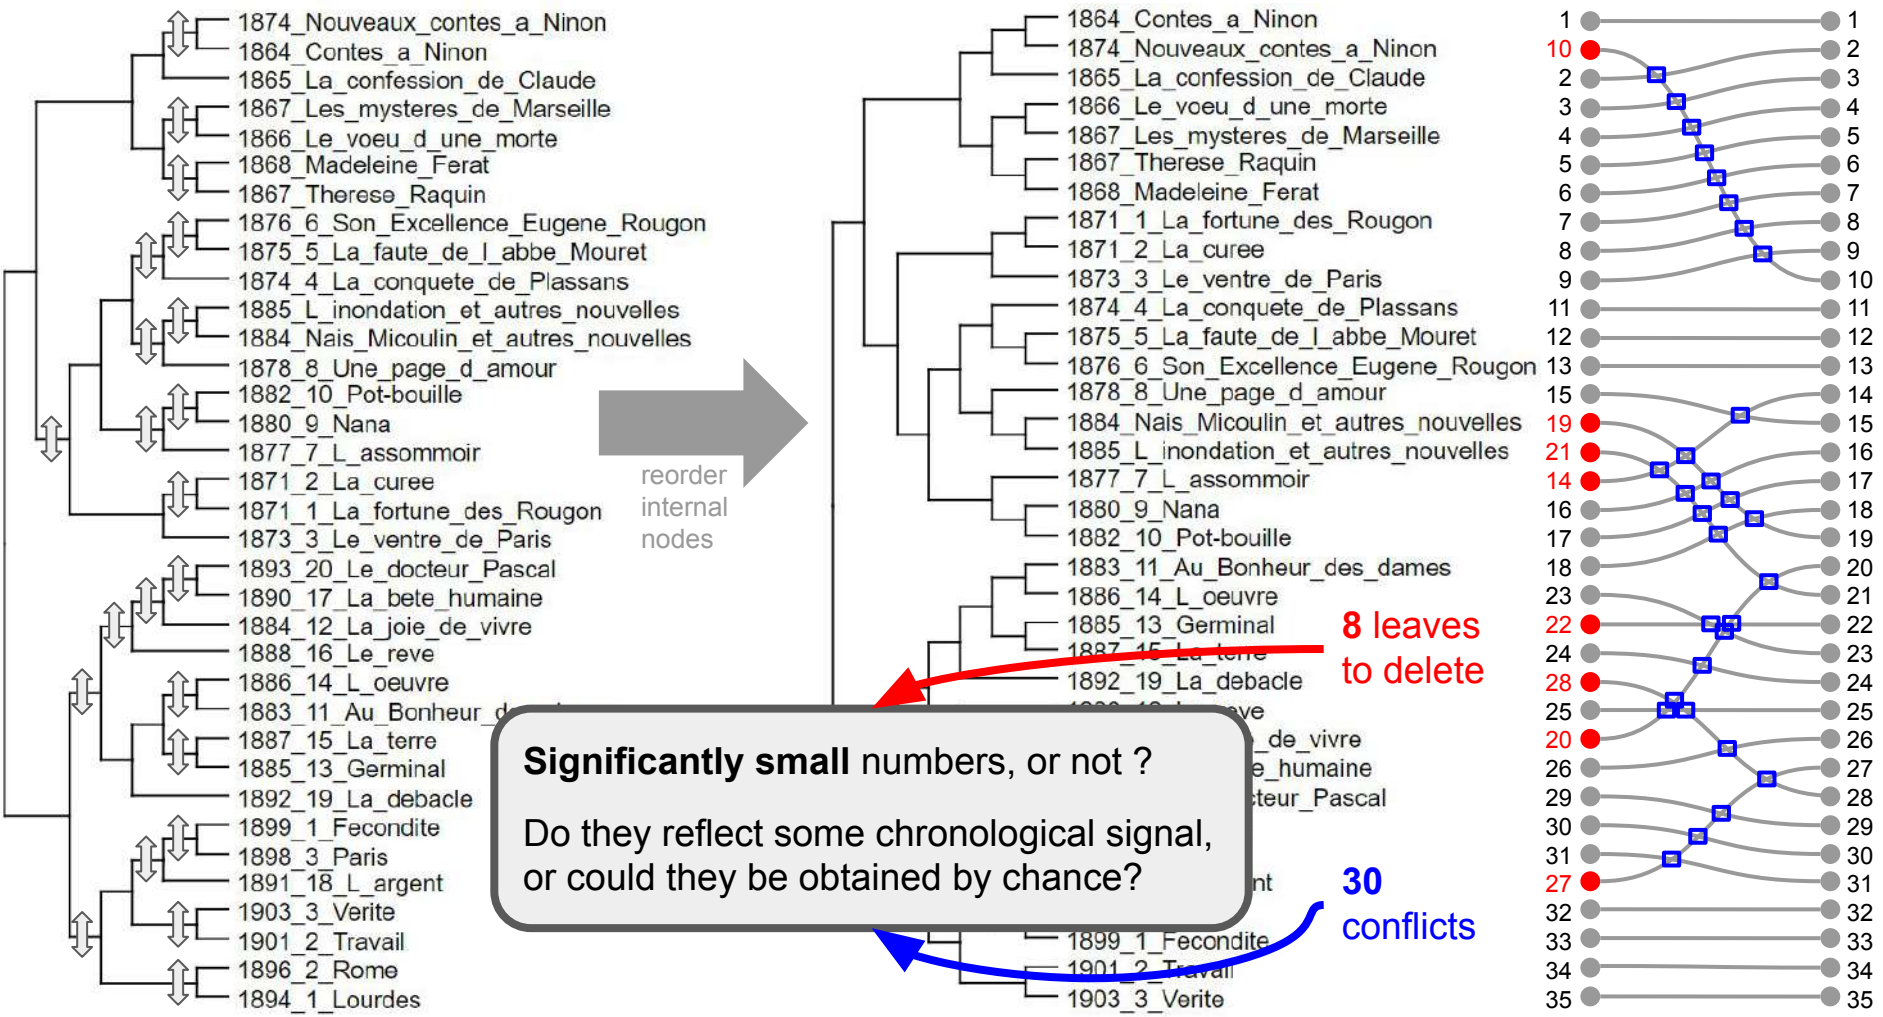 1874_Nouveaux_contes_a_Ninon
1864_Contes_a_Ninon
1865_La_confession_de_Claude
1867_Les_mysteres_de_Marseille
1866_Le_voeu_d_une_morte
1868_Madeleine_Ferat
1867_Therese_Raquin
1876_6_Son_Excellence_Eugene_Rougon
1875_5_La_faute_de_l_abbe_Mouret
1874_4_La_conquete_de_Plassans
1885_L_inondation_et_autres_nouvelles
1884_Nais_Micoulin_et_autres_nouvelles
1878_8_Une_page_d_amour
1882_10_Pot-bouille
1880_9_Nana
1877_7_L_assommoir
1871_2_La_curee
1871_1_La_fortune_des_Rougon
1873_3_Le_ventre_de_Paris
1893_20_Le_docteur_Pascal
1890_17_La_bete_humaine
1884_12_La_joie_de_vivre
1888_16_Le_reve
1886_14_L_oeuvre
1883_11_Au_Bonheur_d
1887_15_La_terre
1885_13_Germinal
1892_19_La_debacle
1899_1_Fecondite
1898_3_Paris
1891_18_L_argent
1903_3_Verite
1901_2_Travail
1896_2_Rome
1894_1_Lourdes
reorder
internal
nodes
1864_Contes_a_Ninon
1874_Nouveaux_contes_a_Ninon
1865_La_confession_de_Claude
1866_Le_voeu_d_une_morte
1867_Les_mysteres_de_Marseille
1867_Therese_Raquin
1868_Madeleine_Ferat
1871_1_La_fortune_des_Rougon
1871_2_La_curee
1873_3_Le_ventre_de_Paris
1874_4_La_conquete_de_Plassans
1875_5_La_faute_de_l_abbe_Mouret
1876_6_Son_Excellence_Eugene_Rougon
1878_8_Une_page_d_amour
1884_Nais_Micoulin_et_autres_nouvelles
1885_L_inondation_et_autres_nouvelles
1877_7_L_assommoir
1880_9_Nana
1882_10_Pot-bouille
1883_11_Au_Bonheur_des_dames
1886_14_L_oeuvre
1885_13_Germinal
1887_15_La_terre
1892_19_La_debacle
eve
_de_vivre
e_humaine
cteur_Pascal
nt
1899_1_Fecondite
1901_2_Travail
1903_3_Verite
8 leaves
to delete
Significantly small numbers, or not ?
Do they reflect some chronological signal,
or could they be obtained by chance?
30
conflicts
1 1
10 2
2 3
3 4
4 5
5 6
6 7
7 8
8 9
9 10
11 11
12 12
13 13
15 14
19 15
21 16
14 17
16 18
17 19
18 20
23 21
22 22
24 23
28 24
25 25
20 26
26 27
29 28
30 29
31 30
27 31
32 32
33 33
34 34
35 35